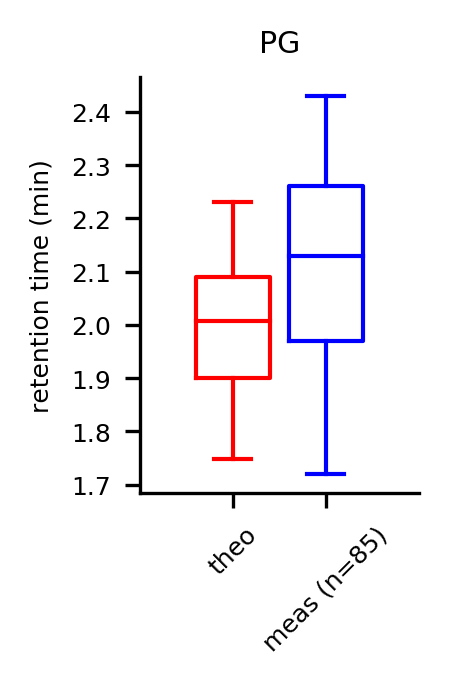 PG
retention time (min)
2.4
2.3
2.2
2.1
2.0
1.9
1.8
1.7
theo
meas (n=85)